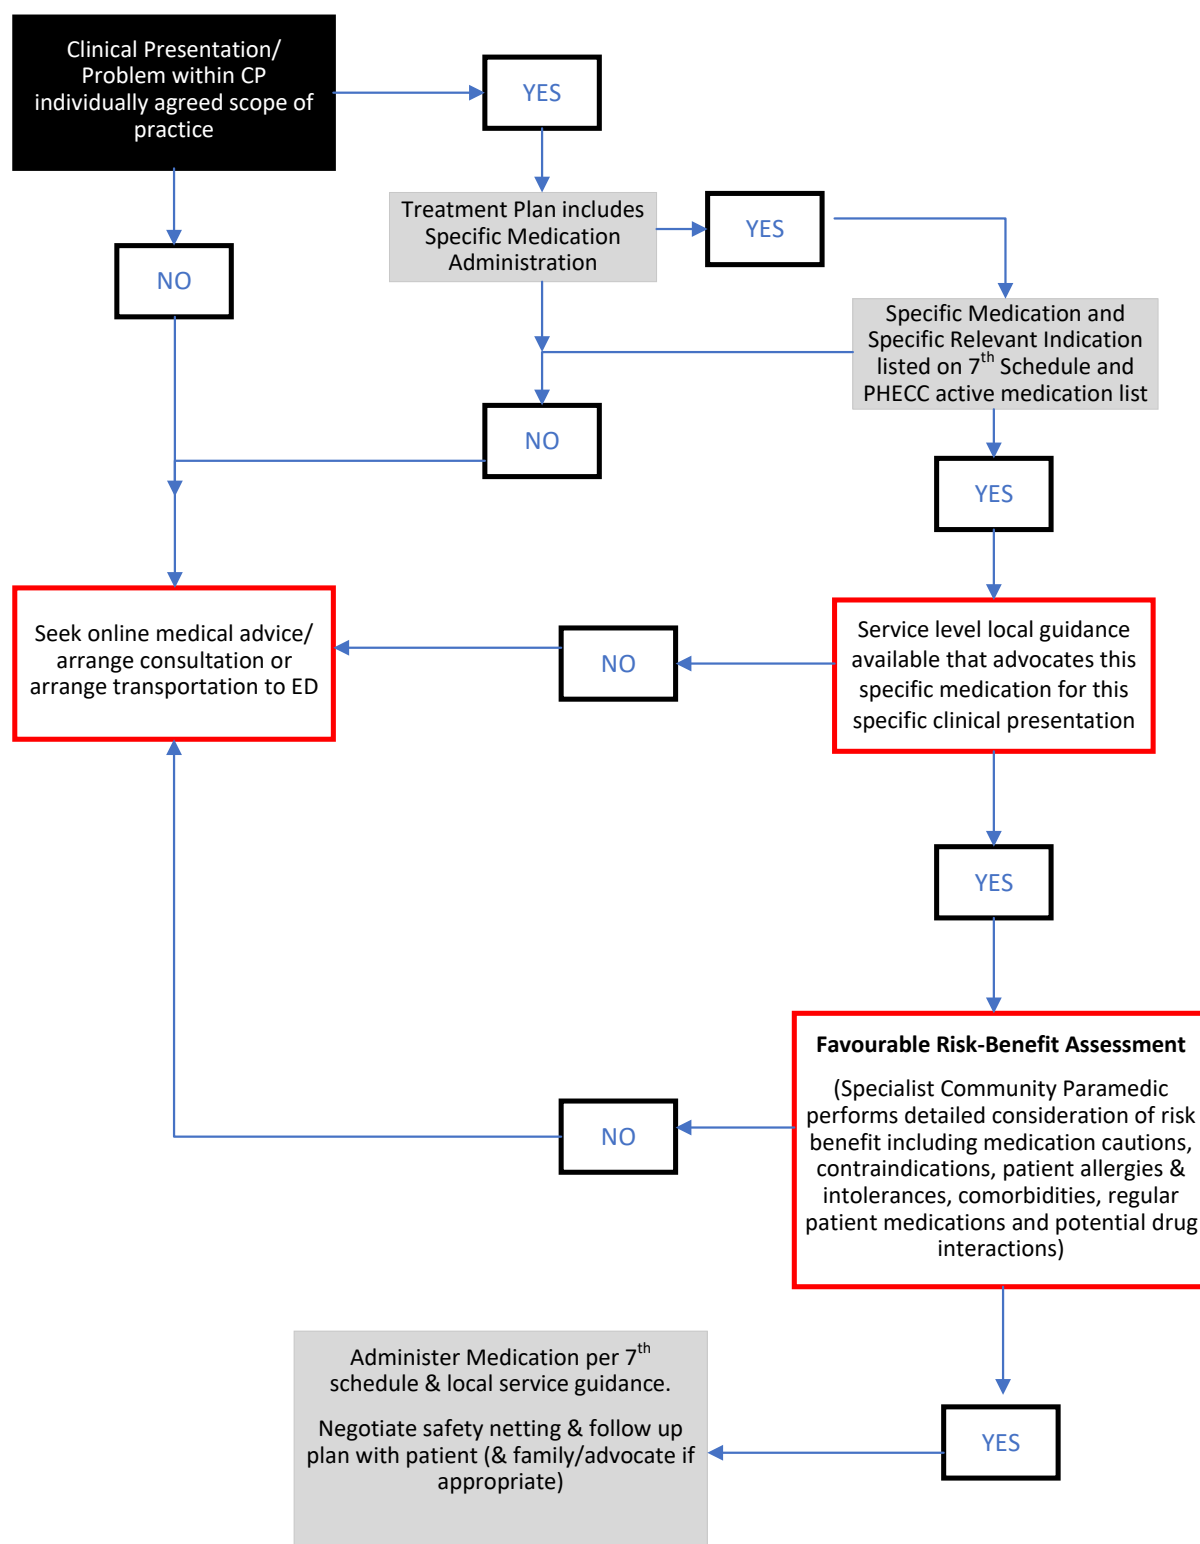 Clinical Presentation/
Problem within CP
individually agreed scope of
practice
YES
Treatment Plan includes
Specific Medication
Administration
YES
NO
Specific Medication and
Specific Relevant Indication
listed on 7th Schedule and
PHECC active medication list
NO
YES
Seek online medical advice/
arrange consultation or
arrange transportation to ED
NO
Service level local guidance
available that advocates this
specific medication for this
specific clinical presentation
YES
Favourable Risk-Benefit Assessment
(Specialist Community Paramedic
performs detailed consideration of risk
benefit including medication cautions,
contraindications, patient allergies &
intolerances, comorbidities, regular
patient medications and potential drug
interactions)
NO
Administer Medication per 7th
schedule & local service guidance.
Negotiate safety netting & follow up
plan with patient (& family/advocate if
appropriate)
YES